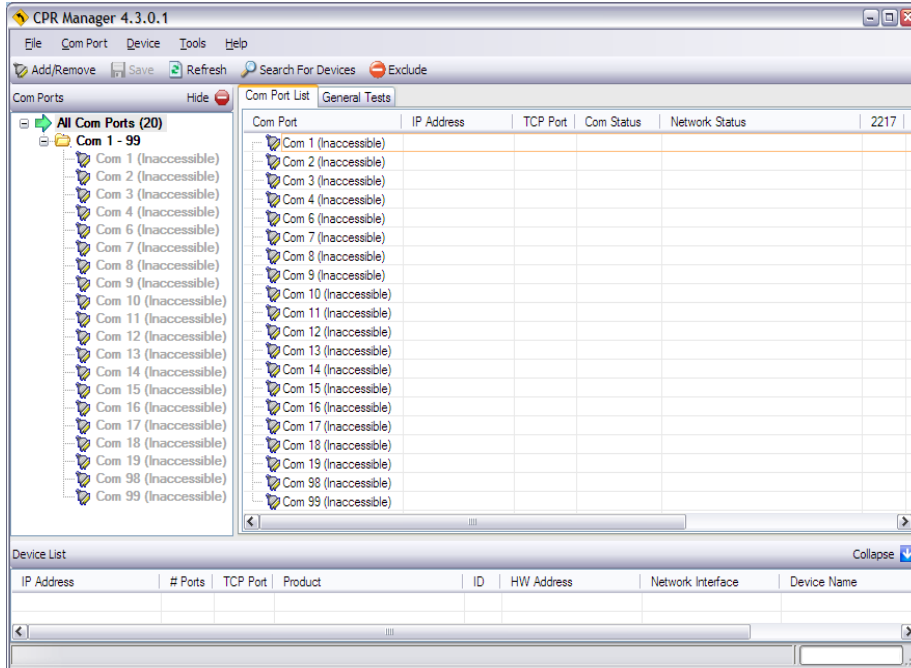 CPR Manager 4.3.0.1
File Com Port Device Tools Help
Add/Remove Save Refresh Search For Devices Exclude
Com Ports Hide
All Com Ports (20)
Com 1 - 99
Com 1 (Inaccessible)
Com 2 (Inaccessible)
Com 3 (Inaccessible)
Com 4 (Inaccessible)
Com 6 (Inaccessible)
Com 7 (Inaccessible)
Com 8 (Inaccessible)
Com 9 (Inaccessible)
Com 10 (Inaccessible)
Com 11 (Inaccessible)
Com 12 (Inaccessible)
Com 13 (Inaccessible)
Com 14 (Inaccessible)
Com 15 (Inaccessible)
Com 16 (Inaccessible)
Com 17 (Inaccessible)
Com 18 (Inaccessible)
Com 19 (Inaccessible)
Com 98 (Inaccessible)
Com 99 (Inaccessible)
Com Port List General Tests
Com Port IP Address TCP Port Com Status Network Status 2217
Com 1 (Inaccessible)
Com 2 (Inaccessible)
Com 3 (Inaccessible)
Com 4 (Inaccessible)
Com 6 (Inaccessible)
Com 7 (Inaccessible)
Com 8 (Inaccessible)
Com 9 (Inaccessible)
Com 10 (Inaccessible)
Com 11 (Inaccessible)
Com 12 (Inaccessible)
Com 13 (Inaccessible)
Com 14 (Inaccessible)
Com 15 (Inaccessible)
Com 16 (Inaccessible)
Com 17 (Inaccessible)
Com 18 (Inaccessible)
Com 19 (Inaccessible)
Com 98 (Inaccessible)
Com 99 (Inaccessible)
Device List Collapse
IP Address # Ports TCP Port Product ID HW Address Network Interface Device Name